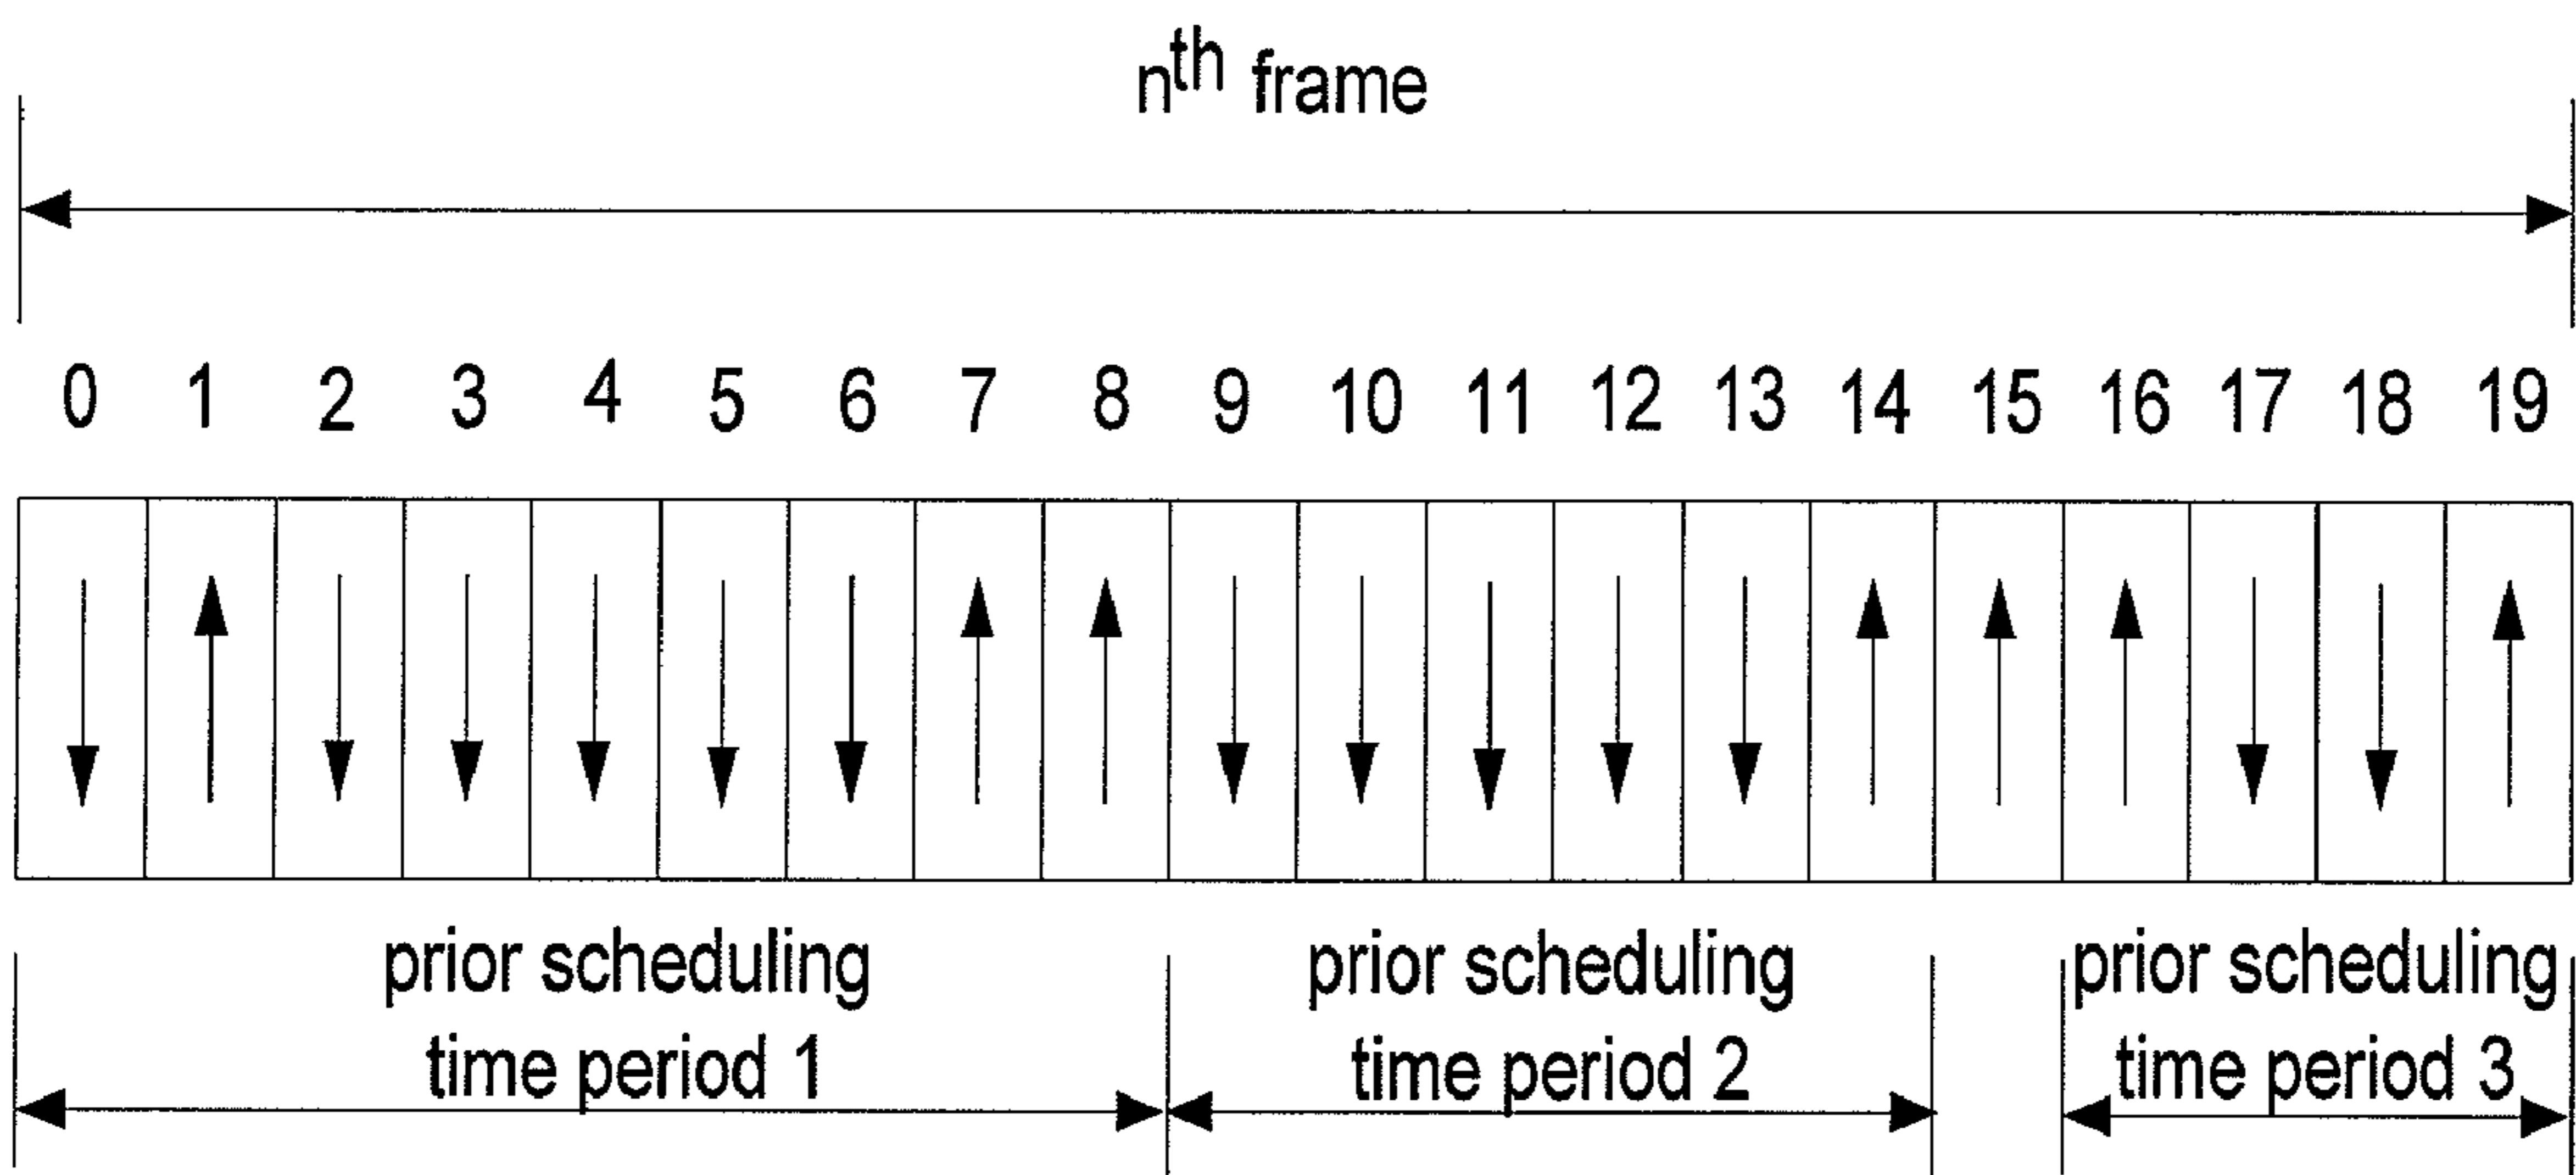 nth frame
0 1 2 3 4 5 6 7 8 9 10 11 12 13 14 15 16 17 18 19
prior scheduling
time period 1
prior scheduling
time period 2
prior scheduling
time period 3